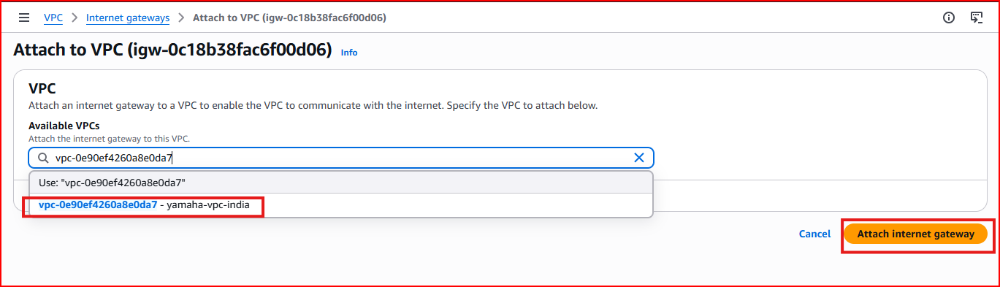 VPC > Internet gateways > Attach to VPC (igw-0c18b38fac6f00d06)
Attach to VPC (igw-0c18b38fac6f00d06) Info
VPC
Attach an internet gateway to a VPC to enable the VPC to communicate with the internet. Specify the VPC to attach below.
Available VPCs
Attach the internet gateway to this VPC.
vpc-0e90ef4260a8e0da7
Use: "vpc-0e90ef4260a8e0da7"
vpc-0e90ef4260a8e0da7 - yamaha-vpc-india
Cancel Attach internet gateway